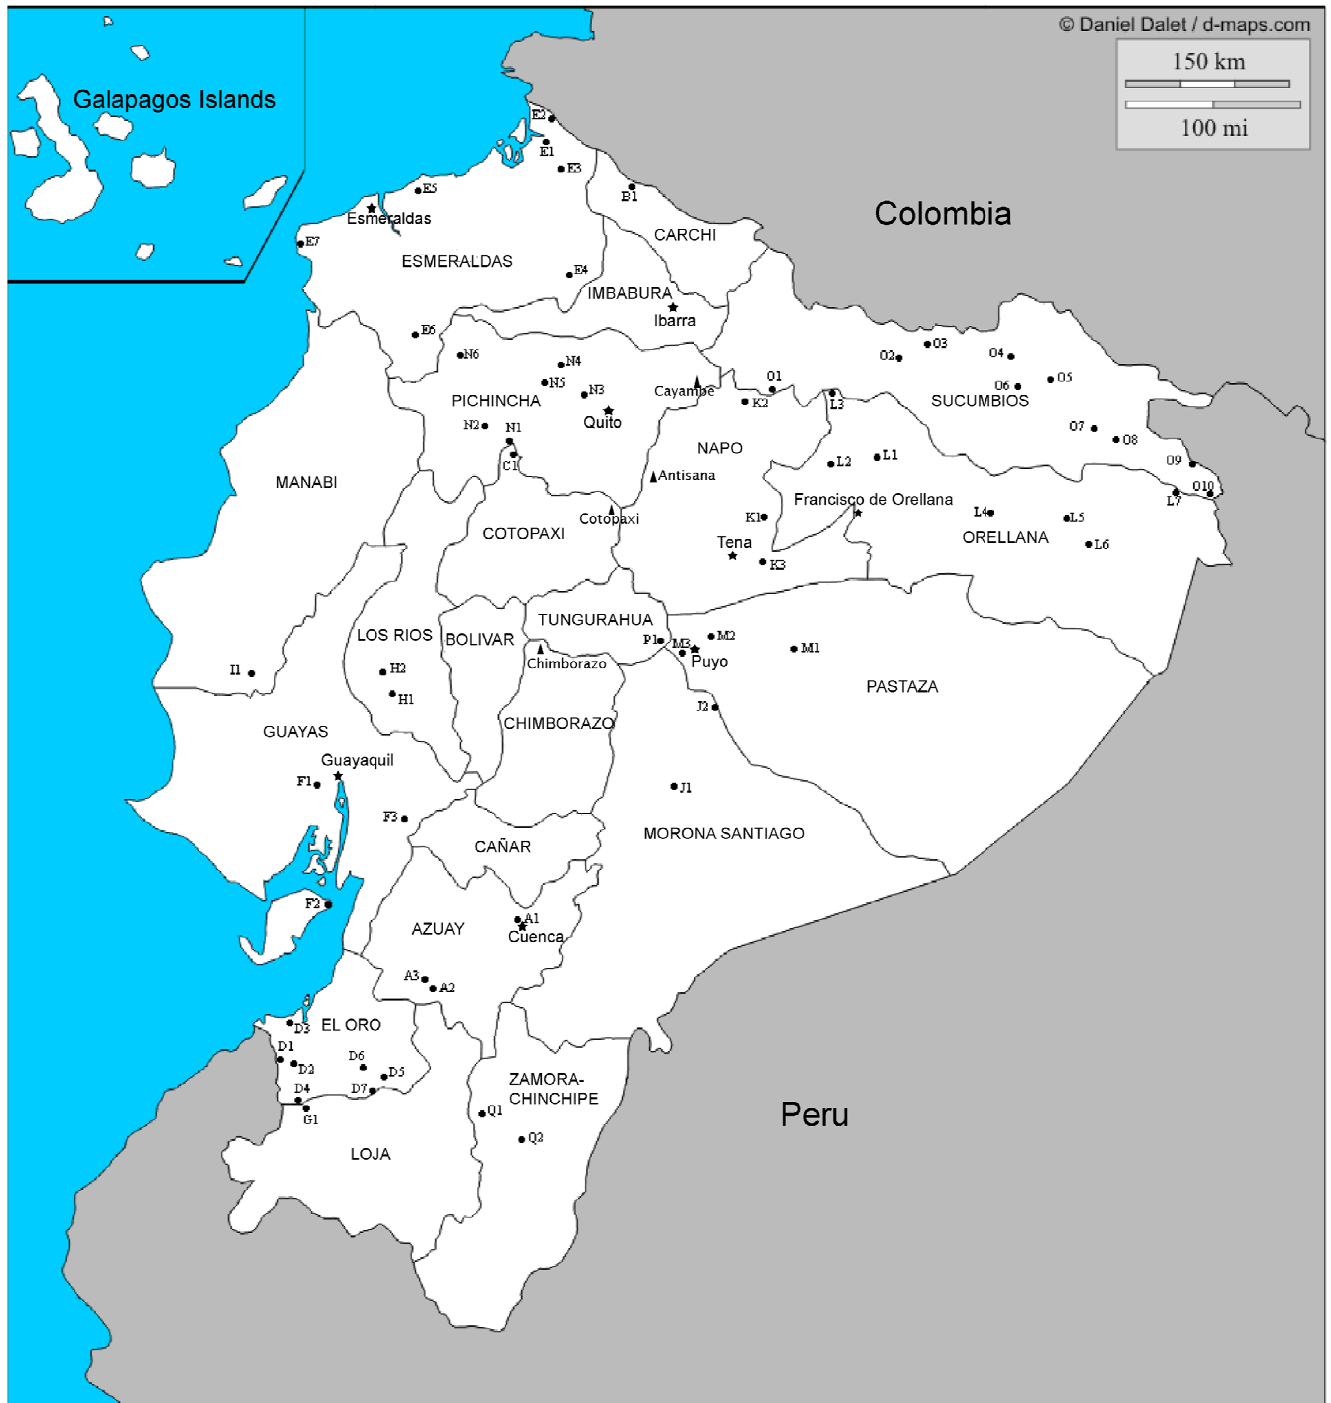 © Daniel Dalet / d-maps.com
150 km
100 mi
Galapagos Islands
E2
E1
E3
B1
E5
Esmeraldas
Colombia
CARCHI
E7
ESMERALDAS
E4
IMBABURA
Ibarra
E6
N6
N4
O3
O2
O4
N5
N3
Cayambe
O1
O5
O6
PICHINCHA
K2
L3
SUCUMBIOS
Quito
N2
N1
O7
O8
NAPO
C1
L2
L1
O9
MANABI
Antisana
O10
L7
Francisco de Orellana
Cotopaxi
K1
L4
L5
COTOPAXI
ORELLANA
Tena
L6
K3
TUNGURAHUA
LOS RIOS
BOLIVAR
P1
M3
M2
M1
Chimborazo
Puyo
I1
H2
PASTAZA
H1
J2
GUAYAS
CHIMBORAZO
Guayaquil
F1
J1
F3
MORONA SANTIAGO
CAÑAR
F2
A1
AZUAY
Cuenca
A3
A2
D3
EL ORO
D1
D2
D6
D5
ZAMORA-
CHINCHIPE
D4
D7
G1
Q1
Peru
Q2
LOJA